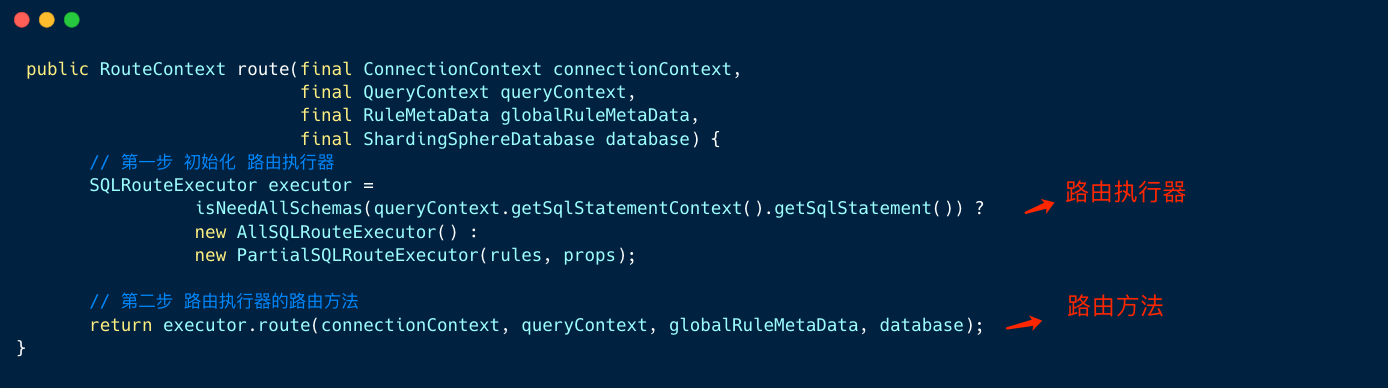 public RouteContext route(final ConnectionContext connectionContext,
final QueryContext queryContext,
final RuleMetaData globalRuleMetaData,
final ShardingSphereDatabase database) {
// 第一步 初始化 路由执行器
SQLRouteExecutor executor =
isNeedAllSchemas(queryContext.getSqlStatementContext().getSqlStatement()) ?
路由执行器
new AllSQLRouteExecutor() :
new PartialSQLRouteExecutor(rules, props);
// 第二步 路由执行器的路由方法
路由方法
return executor.route(connectionContext, queryContext, globalRuleMetaData, database);
}